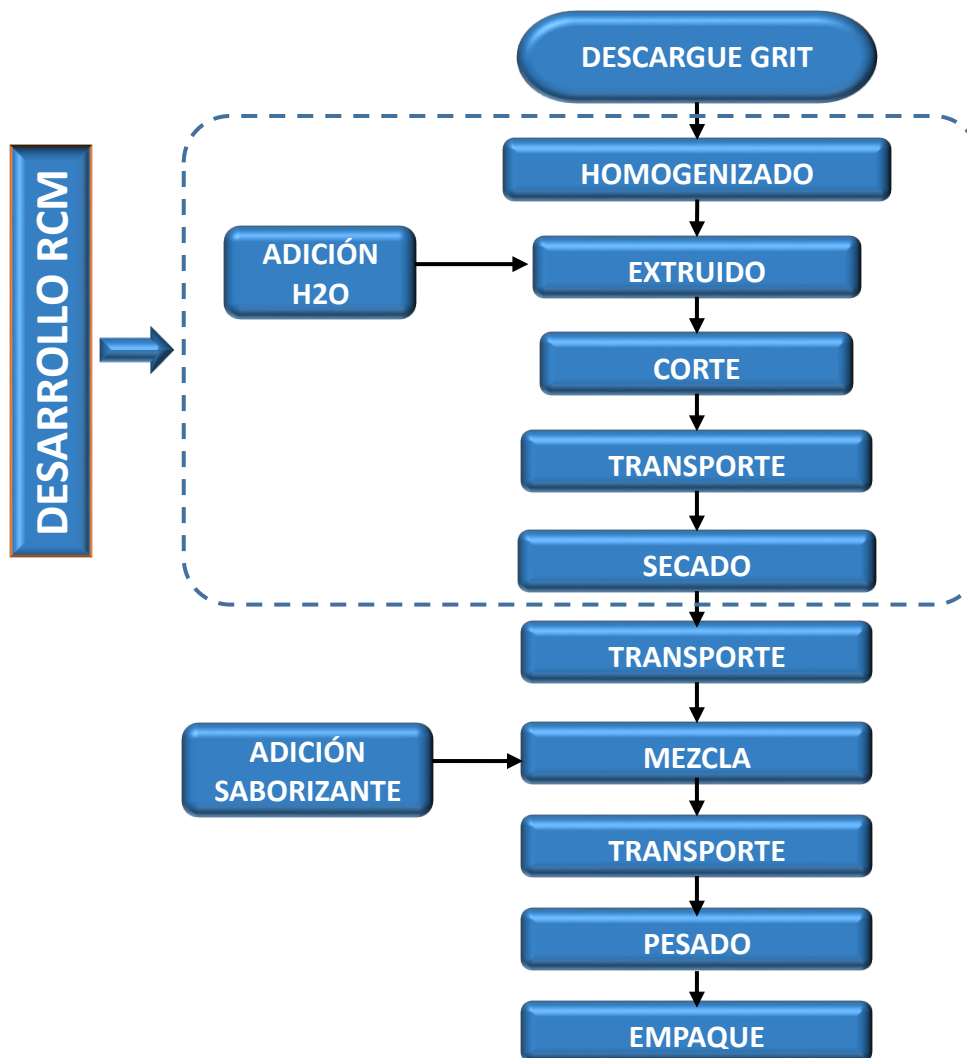 DESCARGUE GRIT
DESARROLLO RCM
HOMOGENIZADO
ADICIÓN
H2O
EXTRUIDO
CORTE
TRANSPORTE
SECADO
TRANSPORTE
ADICIÓN
SABORIZANTE
MEZCLA
TRANSPORTE
PESADO
EMPAQUE